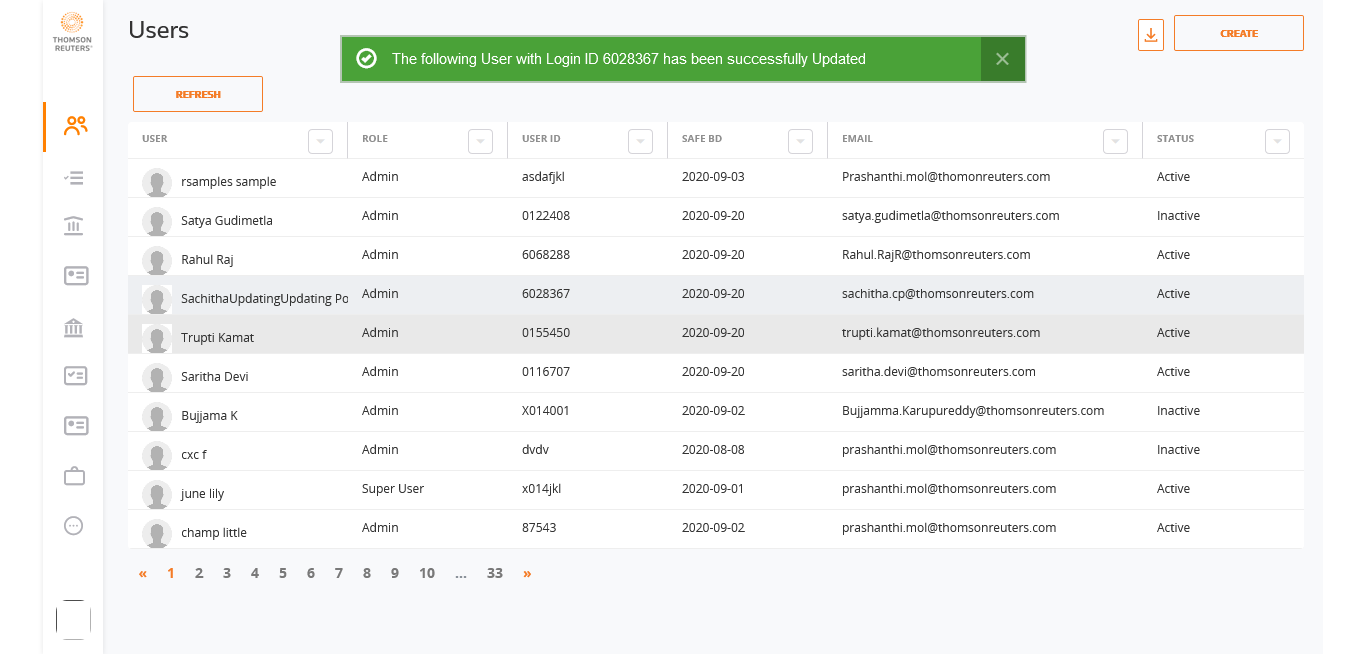 THOMSON
REUTERS®
Users
The following User with Login ID 6028367 has been successfully Updated
CREATE
REFRESH
USER ROLE USER ID SAFE BD EMAIL STATUS
rsamples sample Admin asdafjkl 2020-09-03 Prashanthi.mol@thomonreuters.com Active
Satya Gudimetla Admin 0122408 2020-09-20 satya.gudimetla@thomsonreuters.com Inactive
Rahul Raj Admin 6068288 2020-09-20 Rahul.RajR@thomsonreuters.com Active
SachithaUpdatingUpdating Po Admin 6028367 2020-09-20 sachitha.cp@thomsonreuters.com Active
Trupti Kamat Admin 0155450 2020-09-20 trupti.kamat@thomsonreuters.com Active
Saritha Devi Admin 0116707 2020-09-20 saritha.devi@thomsonreuters.com Active
Bujjama K Admin X014001 2020-09-02 Bujjamma.Karupureddy@thomsonreuters.com Inactive
cxc f Admin dvdv 2020-08-08 prashanthi.mol@thomsonreuters.com Inactive
june lily Super User x014jkl 2020-09-01 prashanthi.mol@thomsonreuters.com Active
champ little Admin 87543 2020-09-02 prashanthi.mol@thomsonreuters.com Active
« 1 2 3 4 5 6 7 8 9 10 ... 33 »